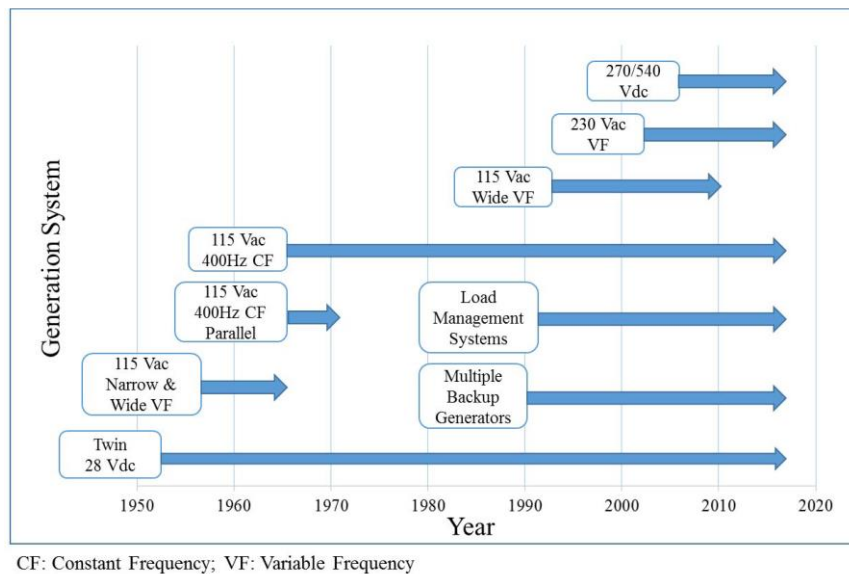 270/540
Vdc
230 Vac
VF
115 Vac
Wide VF
115 Vac
400Hz CF
115 Vac
400Hz CF
Parallel
Load
Management
Systems
115 Vac
Narrow &
Wide VF
Multiple
Backup
Generators
Twin
28 Vdc
Generation System
1950 1960 1970 1980 1990 2000 2010 2020
Year
CF: Constant Frequency; VF: Variable Frequency